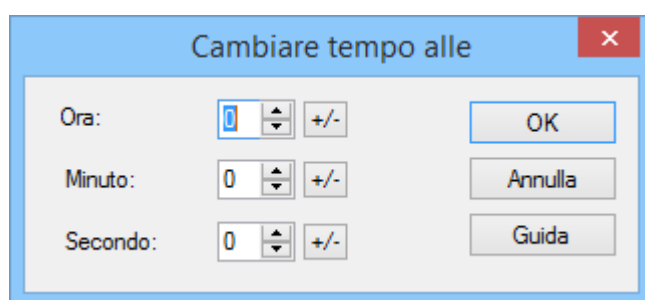 Cambiare tempo alle
Ora: 0 +/- OK
Minuto: 0 +/- Annulla
Secondo: 0 +/- Guida